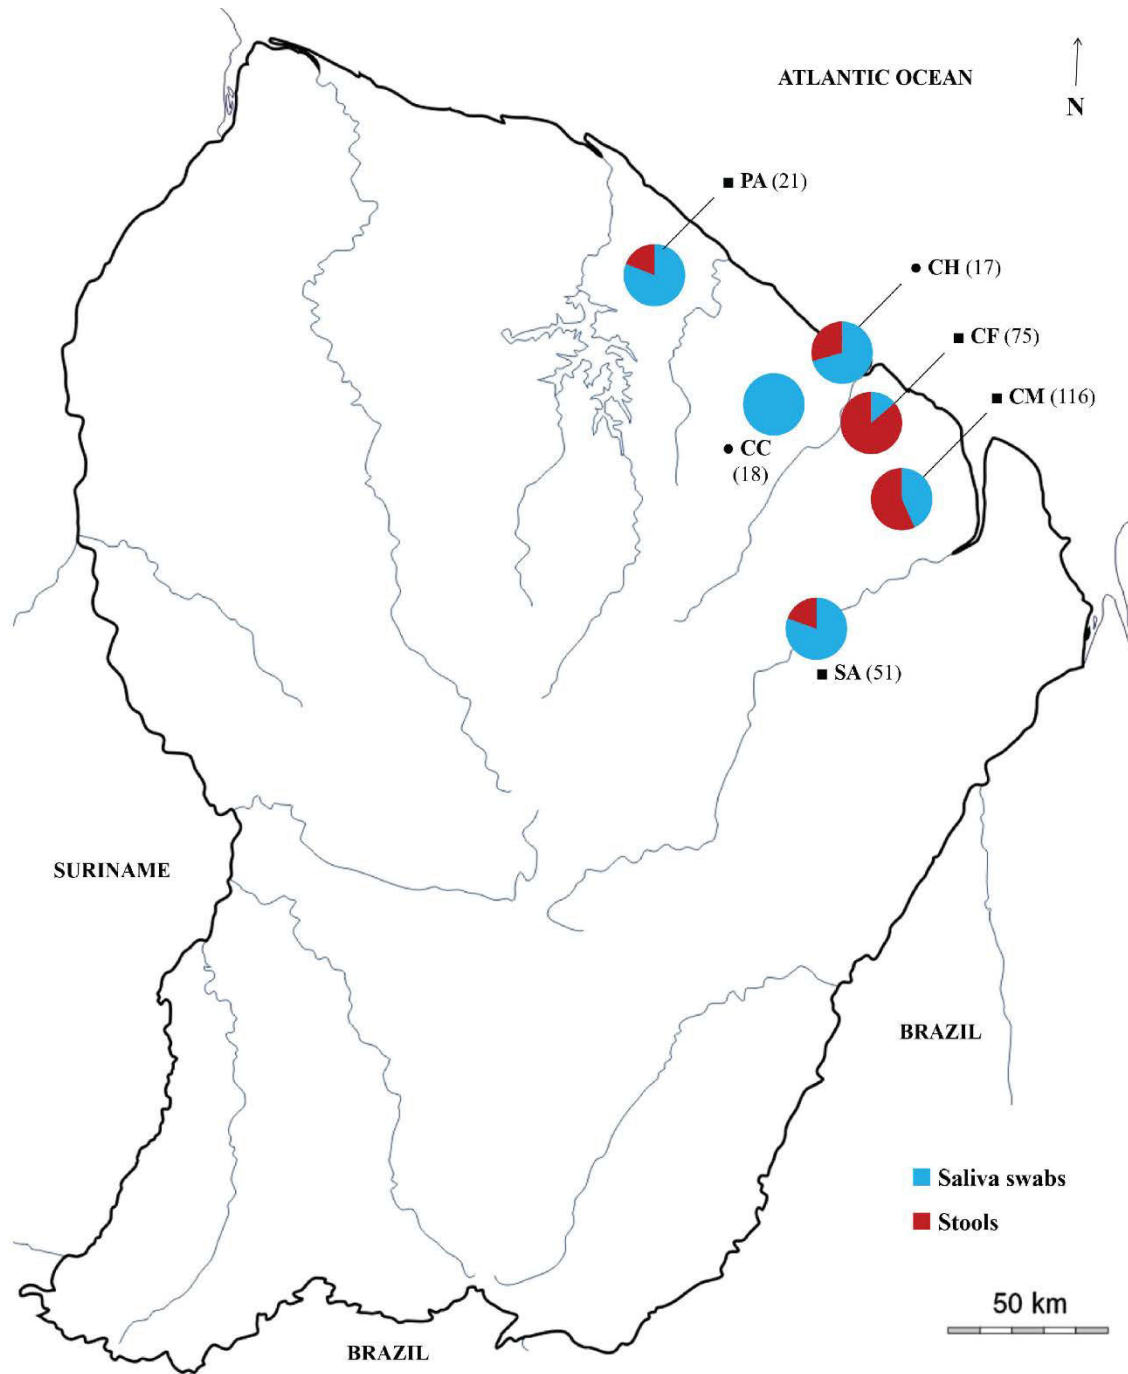 ATLANTIC OCEAN
N
■ PA (21)
● CH (17)
■ CF (75)
■ CM (116)
● CC
(18)
■ SA (51)
SURINAME
BRAZIL
Saliva swabs
Stools
50 km
BRAZIL